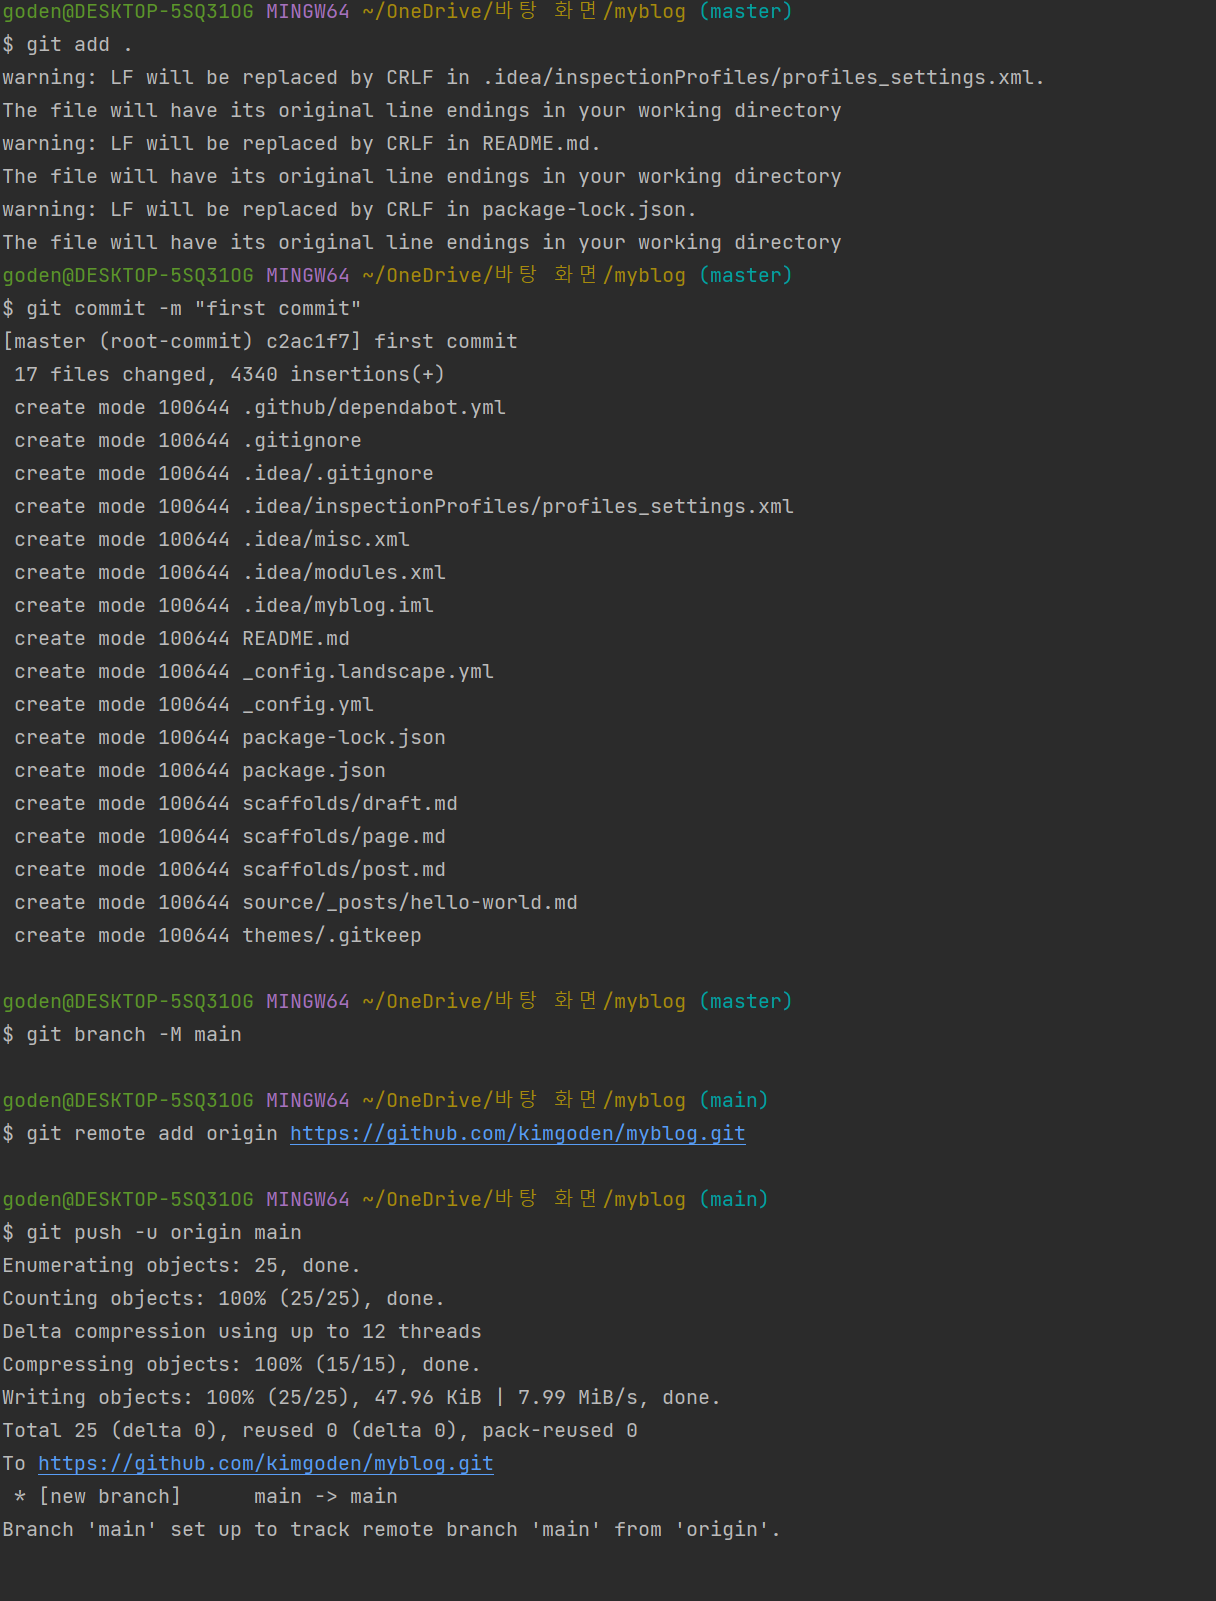 goden@DESKTOP-5SQ31OG MINGW64 ~/OneDrive/바탕 화면/myblog (master)
$ git add .
warning: LF will be replaced by CRLF in .idea/inspectionProfiles/profiles_settings.xml.
The file will have its original line endings in your working directory
warning: LF will be replaced by CRLF in README.md.
The file will have its original line endings in your working directory
warning: LF will be replaced by CRLF in package-lock.json.
The file will have its original line endings in your working directory
goden@DESKTOP-5SQ31OG MINGW64 ~/OneDrive/바탕 화면/myblog (master)
$ git commit -m "first commit"
[master (root-commit) c2ac1f7] first commit
 17 files changed, 4340 insertions(+)
 create mode 100644 .github/dependabot.yml
 create mode 100644 .gitignore
 create mode 100644 .idea/.gitignore
 create mode 100644 .idea/inspectionProfiles/profiles_settings.xml
 create mode 100644 .idea/misc.xml
 create mode 100644 .idea/modules.xml
 create mode 100644 .idea/myblog.iml
 create mode 100644 README.md
 create mode 100644 _config.landscape.yml
 create mode 100644 _config.yml
 create mode 100644 package-lock.json
 create mode 100644 package.json
 create mode 100644 scaffolds/draft.md
 create mode 100644 scaffolds/page.md
 create mode 100644 scaffolds/post.md
 create mode 100644 source/_posts/hello-world.md
 create mode 100644 themes/.gitkeep
goden@DESKTOP-5SQ31OG MINGW64 ~/OneDrive/바탕 화면/myblog (master)
$ git branch -M main
goden@DESKTOP-5SQ31OG MINGW64 ~/OneDrive/바탕 화면/myblog (main)
$ git remote add origin https://github.com/kimgoden/myblog.git
goden@DESKTOP-5SQ31OG MINGW64 ~/OneDrive/바탕 화면/myblog (main)
$ git push -u origin main
Enumerating objects: 25, done.
Counting objects: 100% (25/25), done.
Delta compression using up to 12 threads
Compressing objects: 100% (15/15), done.
Writing objects: 100% (25/25), 47.96 KiB | 7.99 MiB/s, done.
Total 25 (delta 0), reused 0 (delta 0), pack-reused 0
To https://github.com/kimgoden/myblog.git
 * [new branch]      main -> main
Branch 'main' set up to track remote branch 'main' from 'origin'.